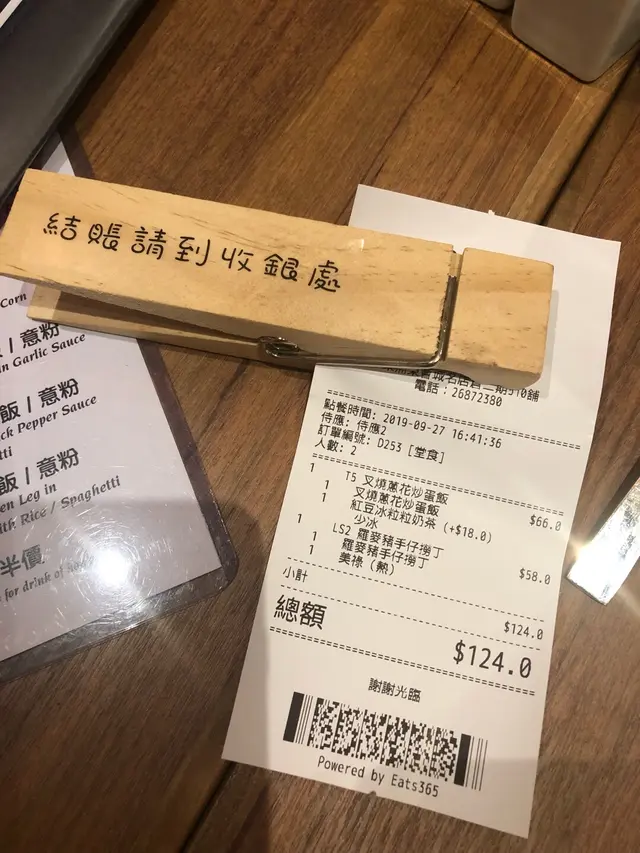 結賬請到收銀處
Corn
意粉
in Garlic Sauce
飯 / 意粉
Pepper Sauce
飯 / 意粉
Leg in
with Rice / Spaghetti
半價
for drink of
電話：26872380
點餐時間: 2019-09-27 16:41:36
侍應: 侍應2
訂單編號: D253 [堂食]
人數: 2
1 T5 叉燒蔥花炒蛋飯 $66.0
1 叉燒蔥花炒蛋飯
1 紅豆冰粒粒奶茶 (+$18.0)
少冰
1 LS2 羅麥豬手仔撈丁 $58.0
1 羅麥豬手仔撈丁
1 美祿 (熱)
小計 $124.0
總額 $124.0
謝謝光臨
Powered by Eats365